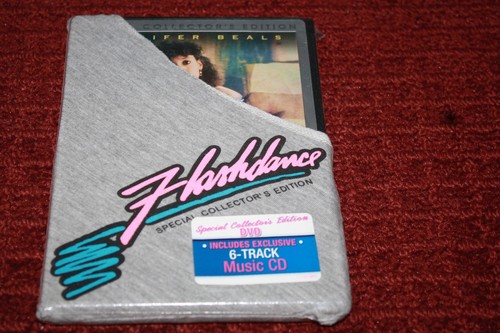 COLLECTOR'S EDITION
IFER BEALS
Flashdance
SPECIAL COLLECTOR'S EDITION
Special Collector's Edition
DVD
INCLUDES EXCLUSIVE
6-TRACK
Music CD